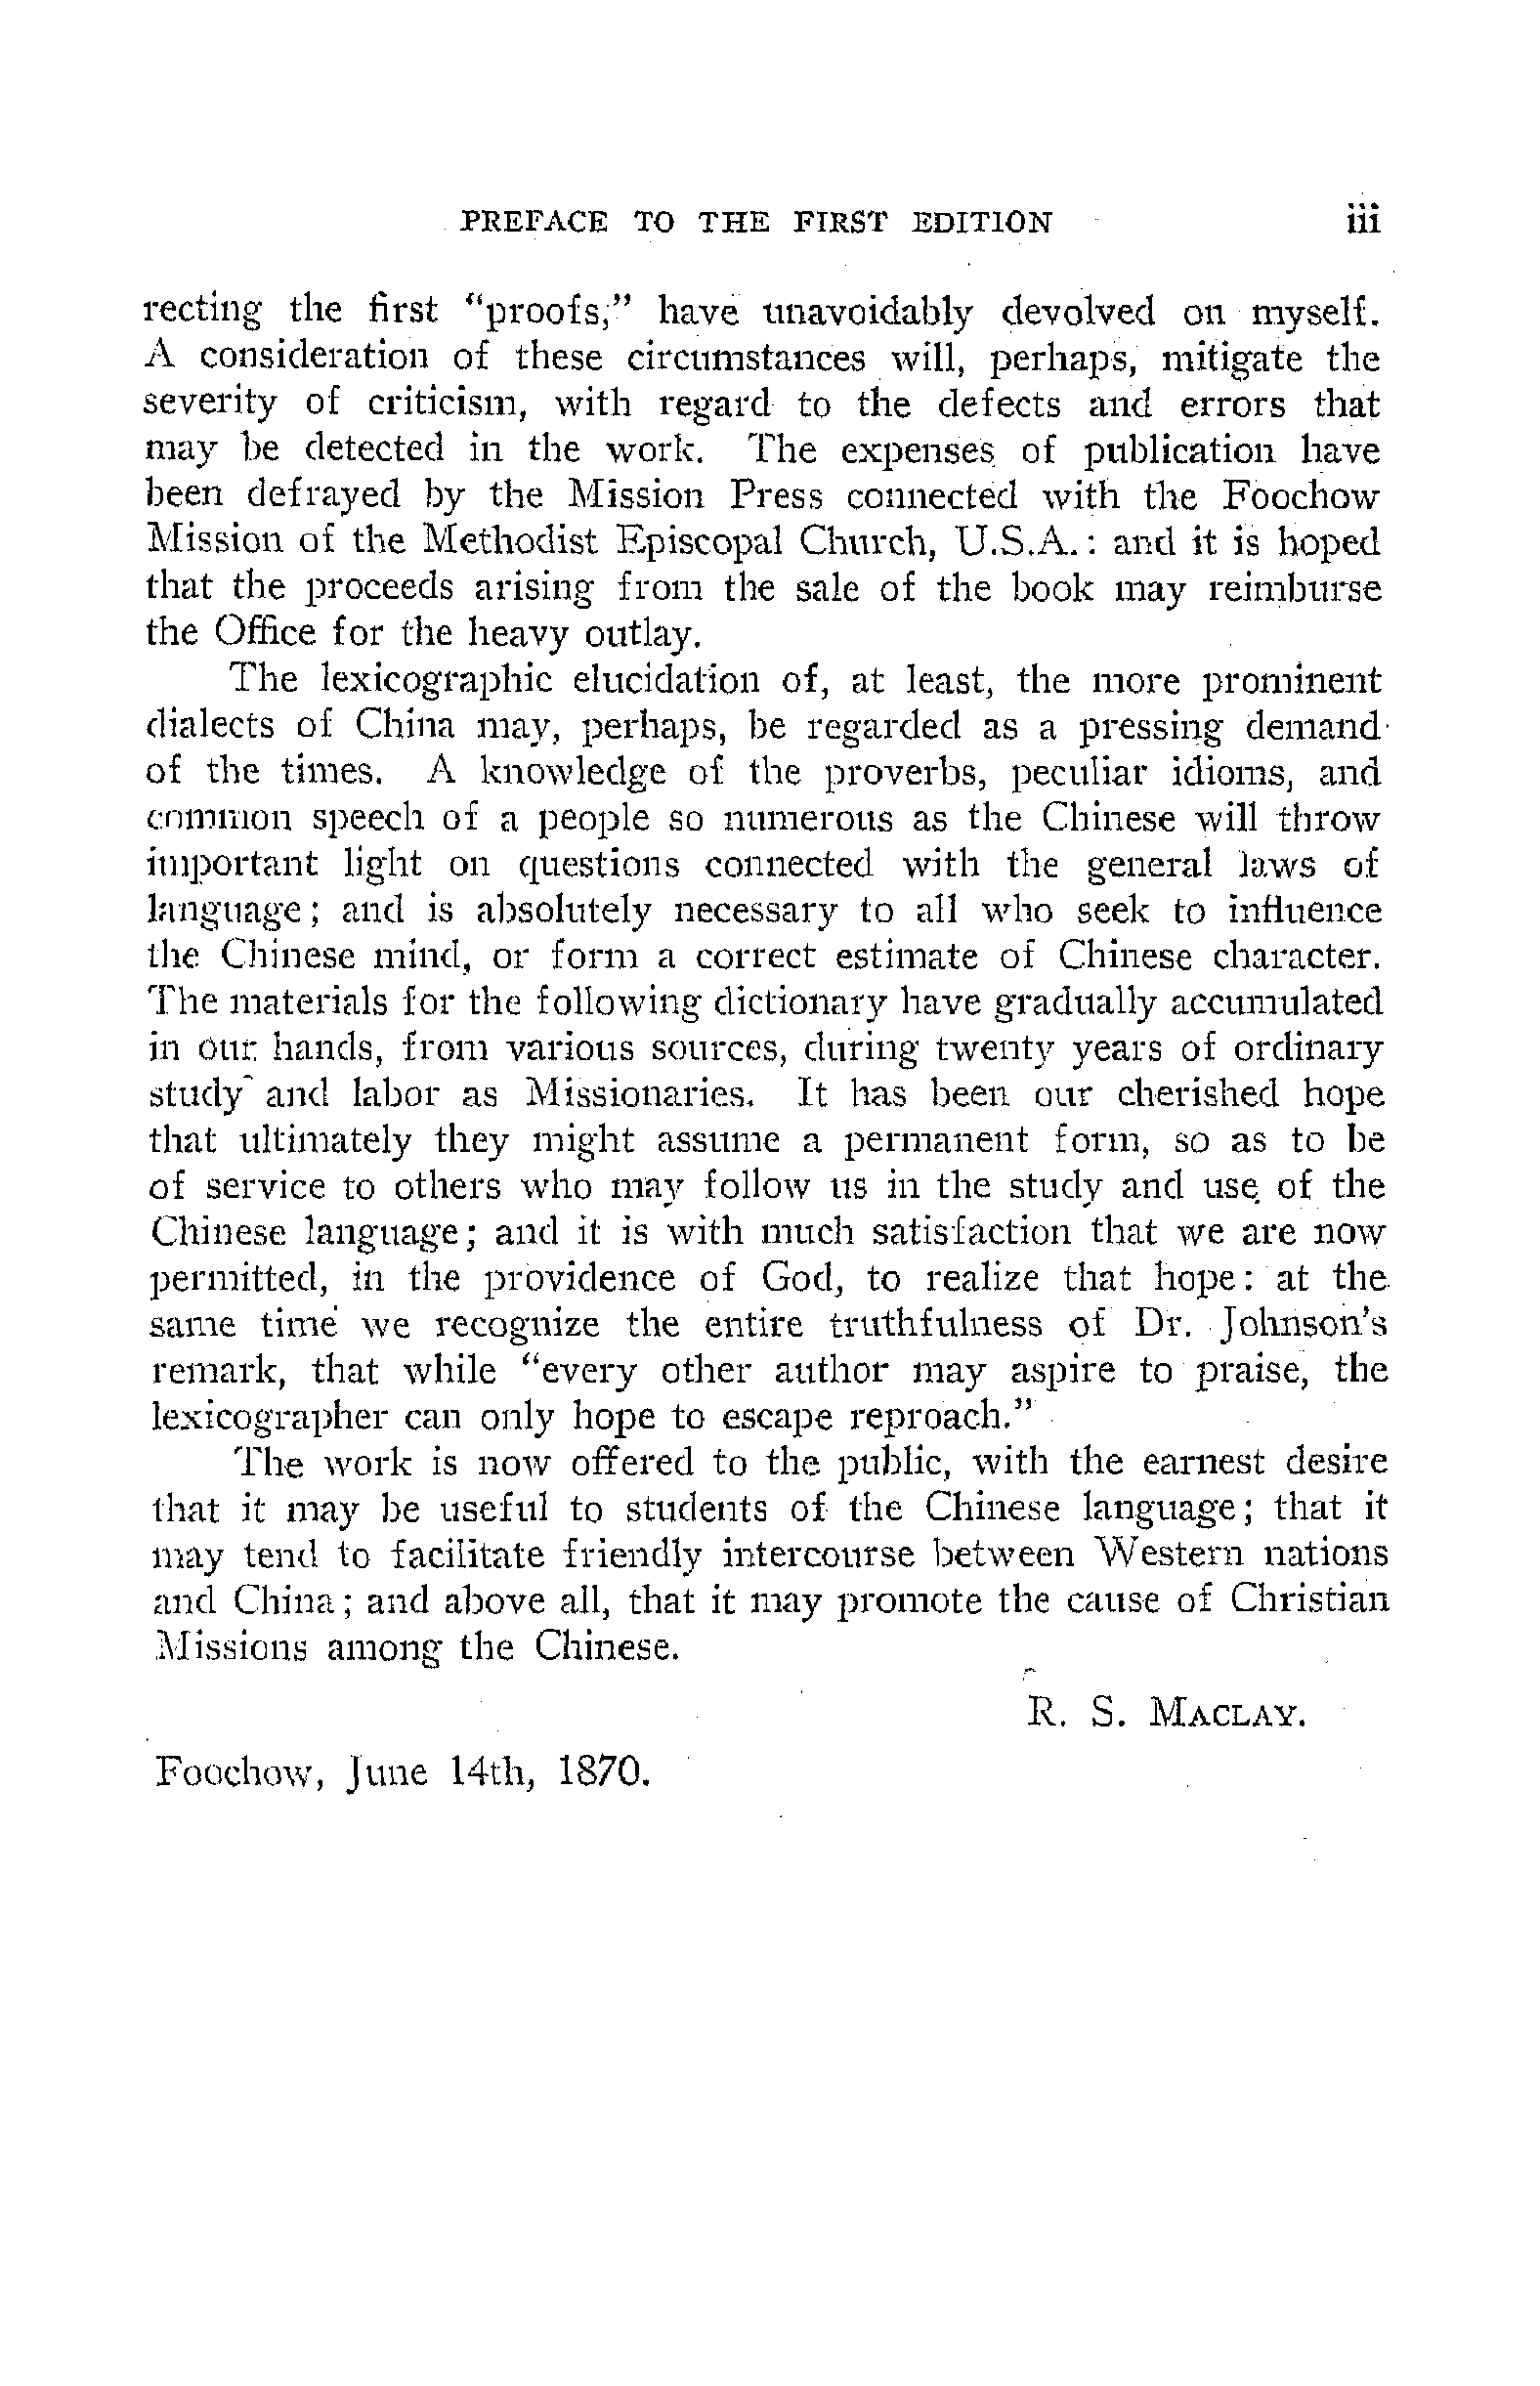 PREFACE TO THE FIRST EDITION iii
recting the first "proofs," have unavoidably devolved on myself.
A consideration of these circumstances will, perhaps, mitigate the
severity of criticism, with regard to the defects and errors that
may be detected in the work. The expenses of publication have
been defrayed by the Mission Press connected with the Foochow
Mission of the Methodist Episcopal Church, U.S.A.: and it is hoped
that the proceeds arising from the sale of the book may reimburse
the Office for the heavy outlay.
The lexicographic elucidation of, at least, the more prominent
dialects of China may, perhaps, be regarded as a pressing demand
of the times. A knowledge of the proverbs, peculiar idioms, and
common speech of a people so numerous as the Chinese will throw
important light on questions connected with the general laws of
language; and is absolutely necessary to all who seek to influence
the Chinese mind, or form a correct estimate of Chinese character.
The materials for the following dictionary have gradually accumulated
in our hands, from various sources, during twenty years of ordinary
study and labor as Missionaries. It has been our cherished hope
that ultimately they might assume a permanent form, so as to be
of service to others who may follow us in the study and use of the
Chinese language; and it is with much satisfaction that we are now
permitted, in the providence of God, to realize that hope: at the
same time we recognize the entire truthfulness of Dr. Johnson's
remark, that while "every other author may aspire to praise, the
lexicographer can only hope to escape reproach."
The work is now offered to the public, with the earnest desire
that it may be useful to students of the Chinese language; that it
may tend to facilitate friendly intercourse between Western nations
and China; and above all, that it may promote the cause of Christian
Missions among the Chinese.
R. S. MACLAY.
Foochow, June 14th, 1870.